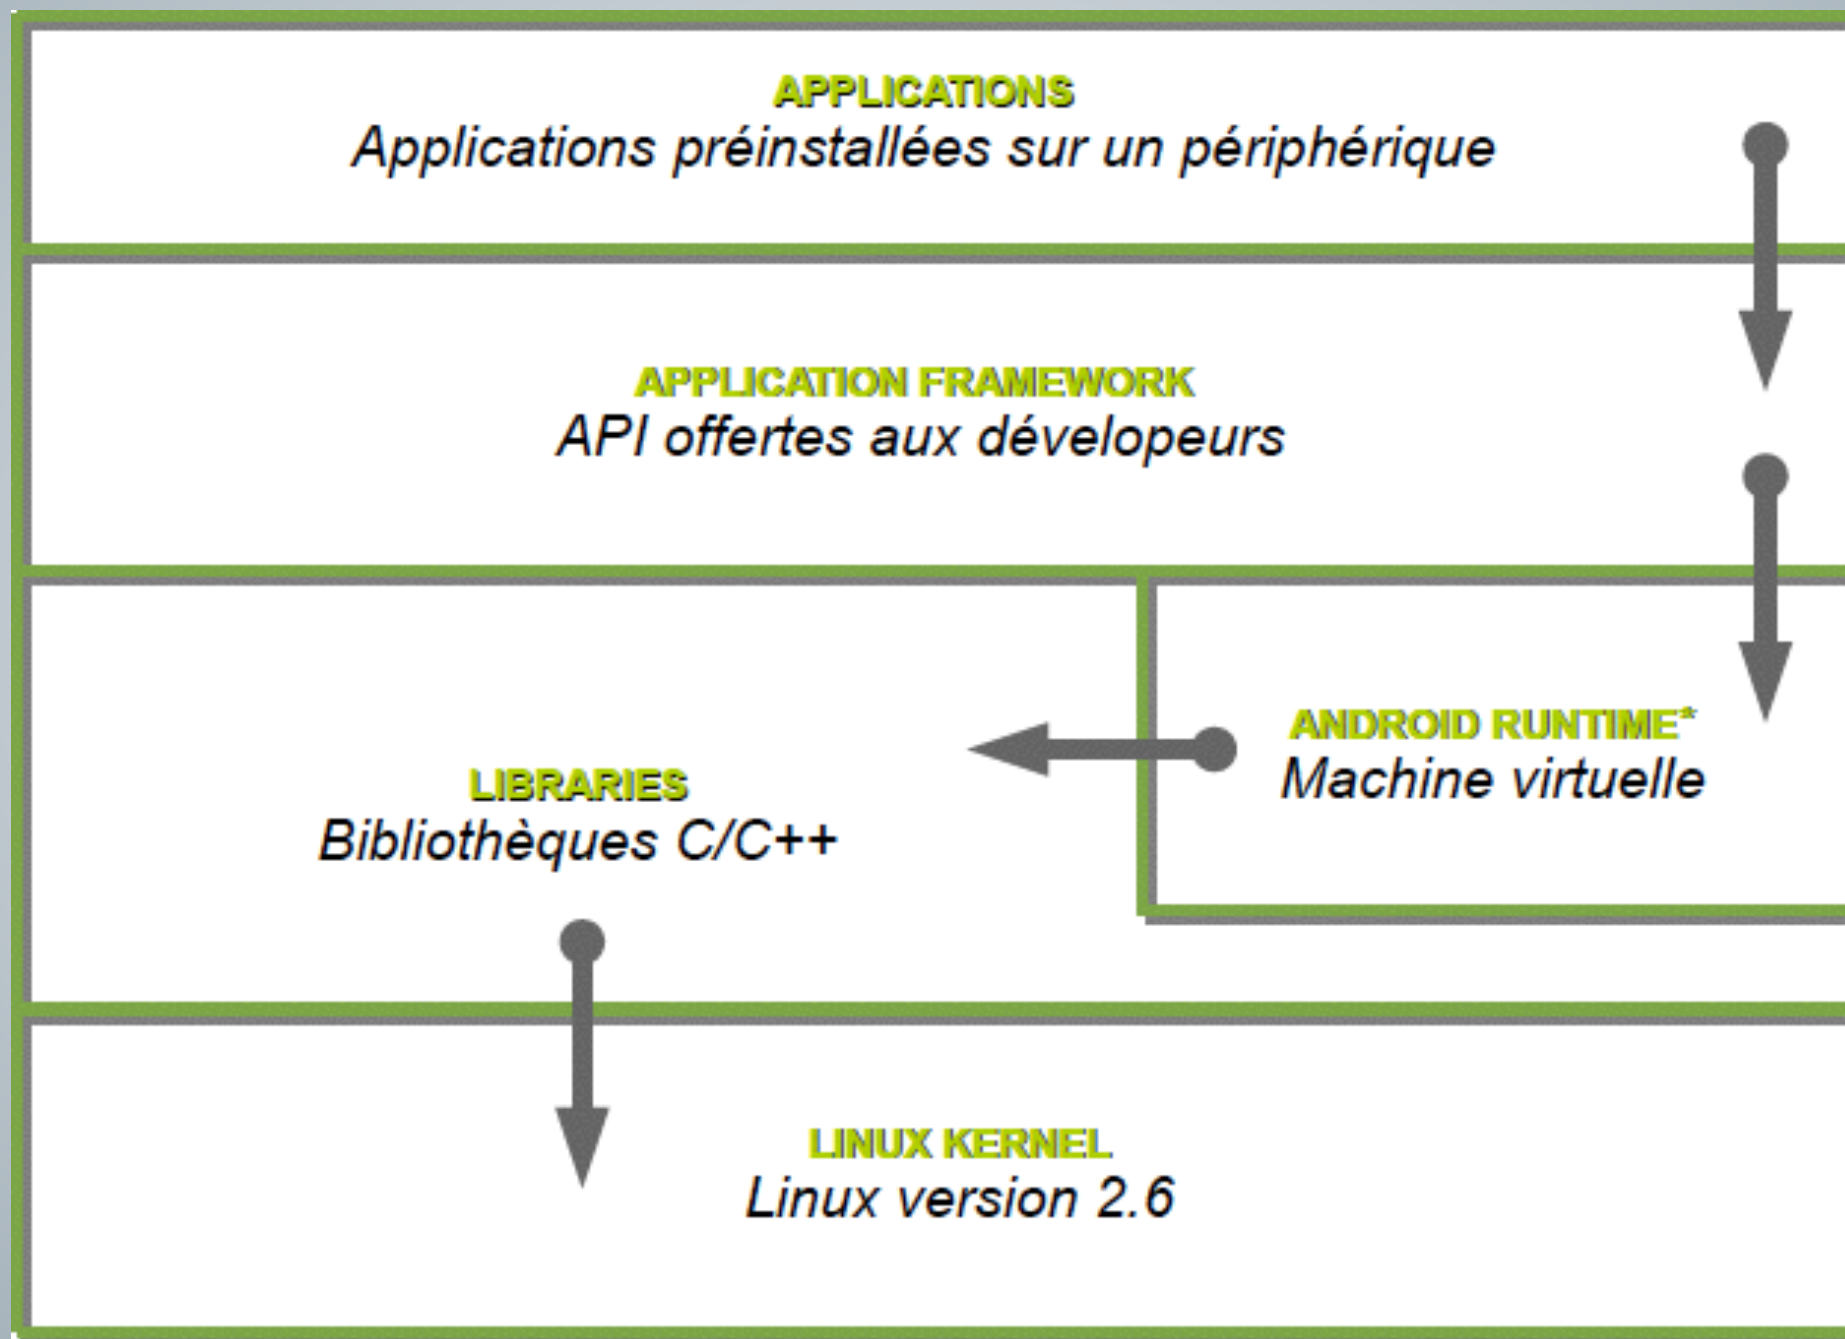 APPLICATIONS
Applications préinstallées sur un périphérique
APPLICATION FRAMEWORK
API offertes aux dévelopeurs
ANDROID RUNTIME*
Machine virtuelle
LIBRARIES
Bibliothèques C/C++
LINUX KERNEL
Linux version 2.6